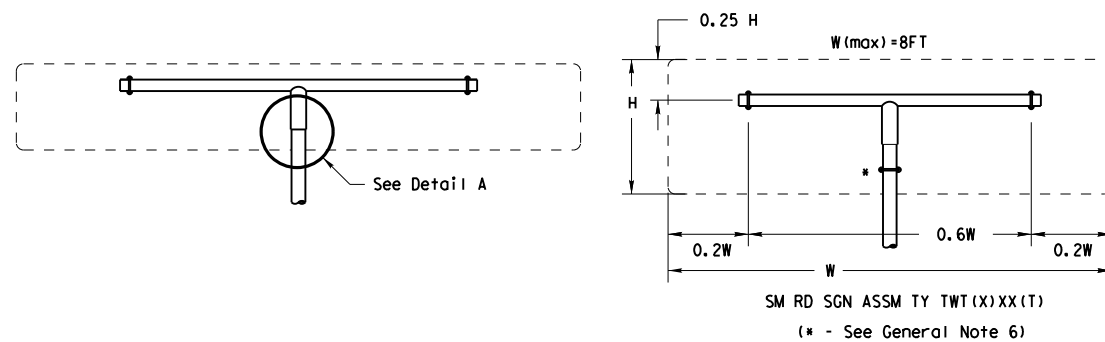 0.25 H
W(max)=8FT
H
*
See Detail A
0.2W
0.6W
0.2W
W
SM RD SGN ASSM TY TWT(X)XX(T)
(* - See General Note 6)